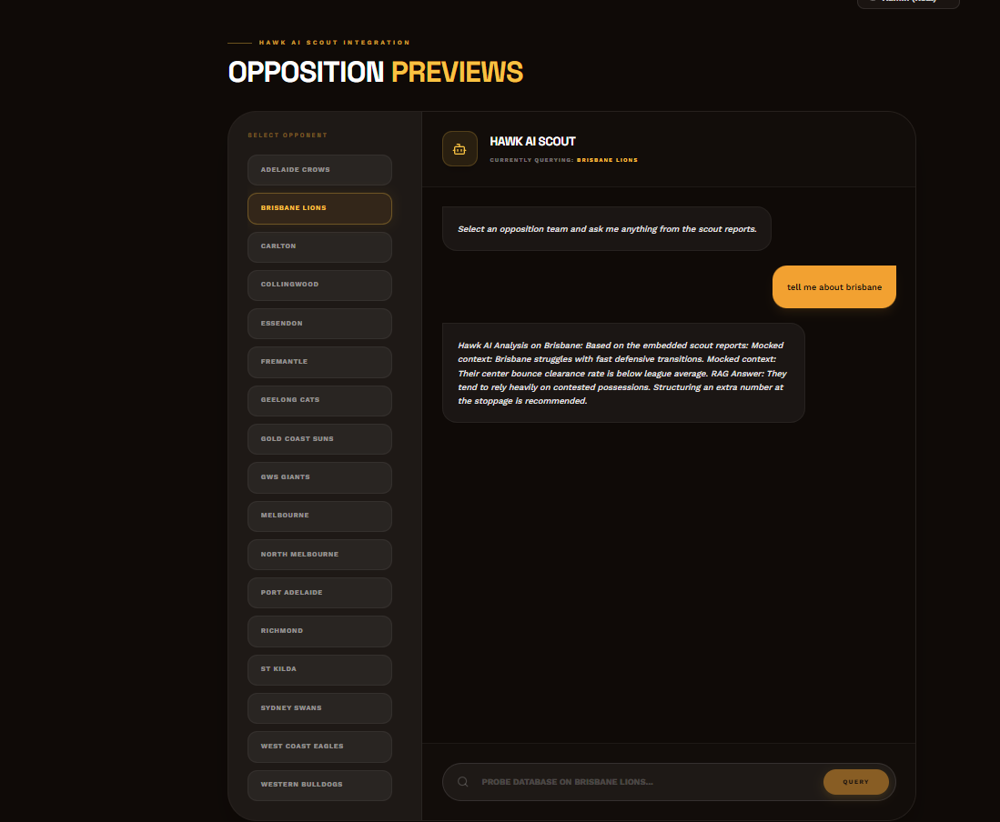 HAWK AI SCOUT INTEGRATION
OPPOSITION PREVIEWS
SELECT OPPONENT
ADELAIDE CROWS
BRISBANE LIONS
CARLTON
COLLINGWOOD
ESSENDON
FREMANTLE
GEELONG CATS
GOLD COAST SUNS
GWS GIANTS
MELBOURNE
NORTH MELBOURNE
PORT ADELAIDE
RICHMOND
ST KILDA
SYDNEY SWANS
WEST COAST EAGLES
WESTERN BULLDOGS
HAWK AI SCOUT
CURRENTLY QUERYING: BRISBANE LIONS
Select an opposition team and ask me anything from the scout reports.
tell me about brisbane
Hawk AI Analysis on Brisbane: Based on the embedded scout reports: Mocked
context: Brisbane struggles with fast defensive transitions. Mocked context:
Their center bounce clearance rate is below league average. RAG Answer: They
tend to rely heavily on contested possessions. Structuring an extra number at
the stoppage is recommended.
PROBE DATABASE ON BRISBANE LIONS...
QUERY